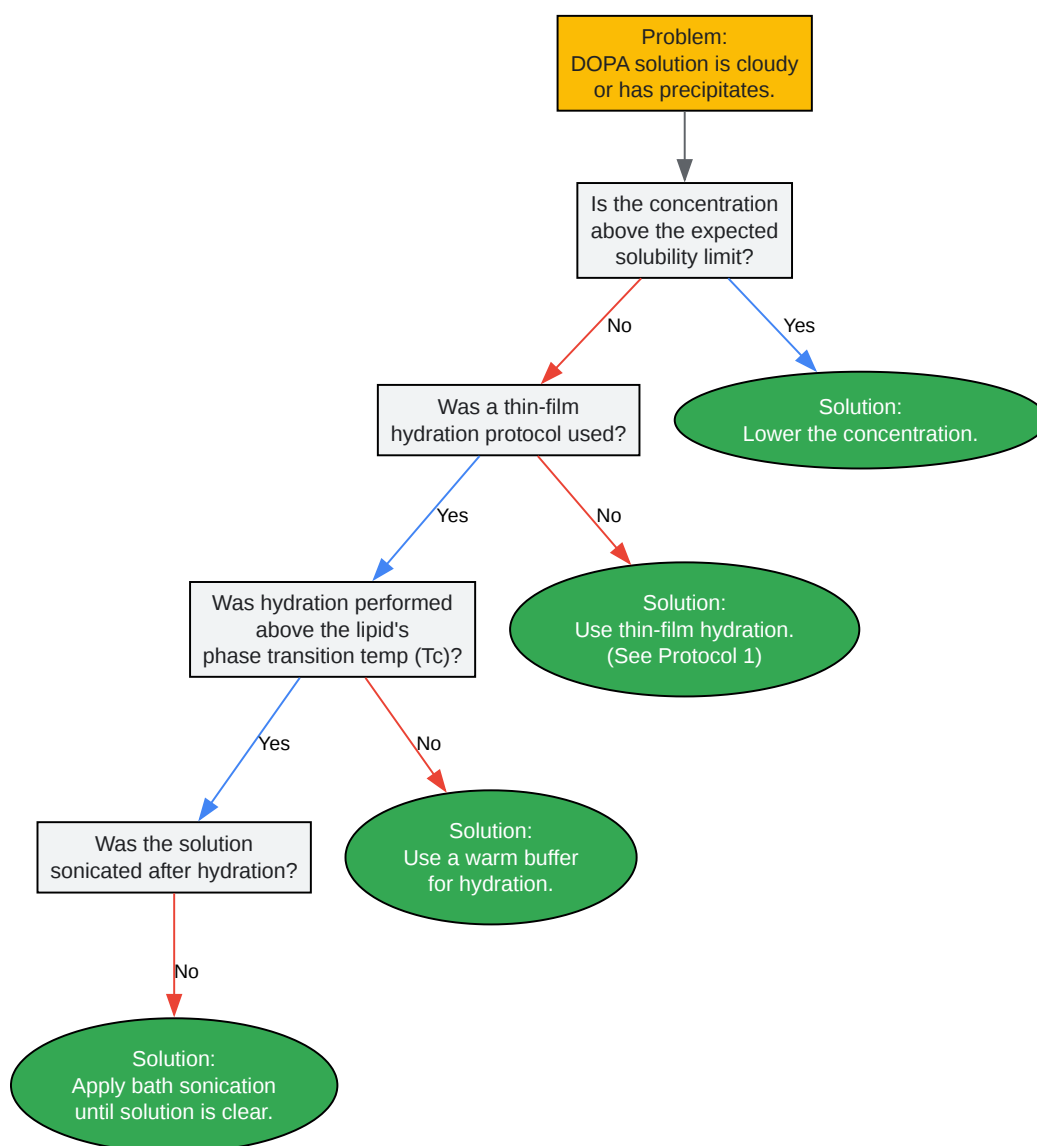 Problem:
DOPA solution is cloudy
or has precipitates.
Is the concentration
above the expected
solubility limit?
No
Yes
Was a thin-film
hydration protocol used?
Solution:
Lower the concentration.
Yes
No
Was hydration performed
above the lipid's
phase transition temp (Tc)?
Solution:
Use thin-film hydration.
(See Protocol 1)
Yes
No
Was the solution
sonicated after hydration?
Solution:
Use a warm buffer
for hydration.
No
Solution:
Apply bath sonication
until solution is clear.